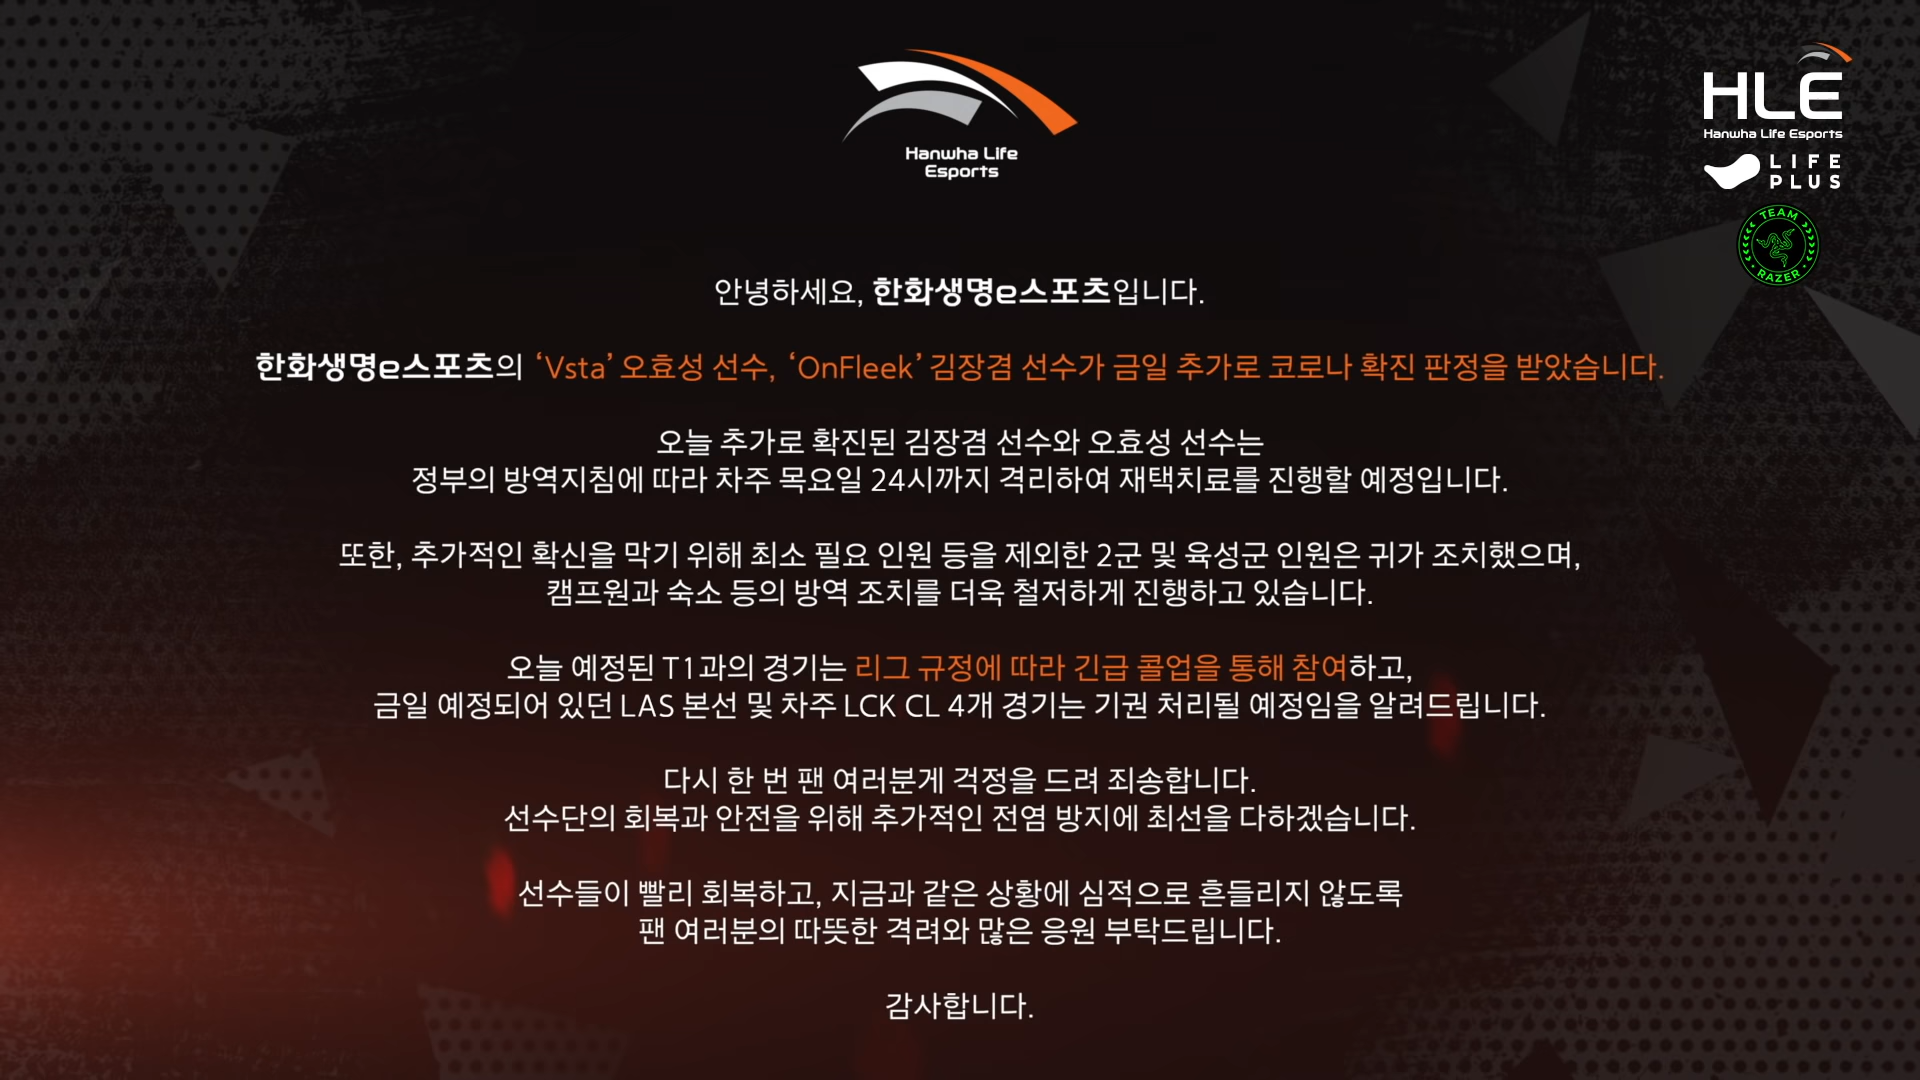 Hanwha Life
Esports
HLE
Hanwha Life Esports
LIFE
PLUS
TEAM
RAZER
안녕하세요, 한화생명e스포츠입니다.
한화생명e스포츠의 ‘Vsta’ 오효성 선수, ‘OnFleek’ 김장겸 선수가 금일 추가로 코로나 확진 판정을 받았습니다.
오늘 추가로 확진된 김장겸 선수와 오효성 선수는
정부의 방역지침에 따라 차주 목요일 24시까지 격리하여 재택치료를 진행할 예정입니다.
또한, 추가적인 확신을 막기 위해 최소 필요 인원 등을 제외한 2군 및 육성군 인원은 귀가 조치했으며,
캠프원과 숙소 등의 방역 조치를 더욱 철저하게 진행하고 있습니다.
오늘 예정된 T1과의 경기는 리그 규정에 따라 긴급 콜업을 통해 참여하고,
금일 예정되어 있던 LAS 본선 및 차주 LCK CL 4개 경기는 기권 처리될 예정임을 알려드립니다.
다시 한 번 팬 여러분게 걱정을 드려 죄송합니다.
선수단의 회복과 안전을 위해 추가적인 전염 방지에 최선을 다하겠습니다.
선수들이 빨리 회복하고, 지금과 같은 상황에 심적으로 흔들리지 않도록
팬 여러분의 따뜻한 격려와 많은 응원 부탁드립니다.
감사합니다.